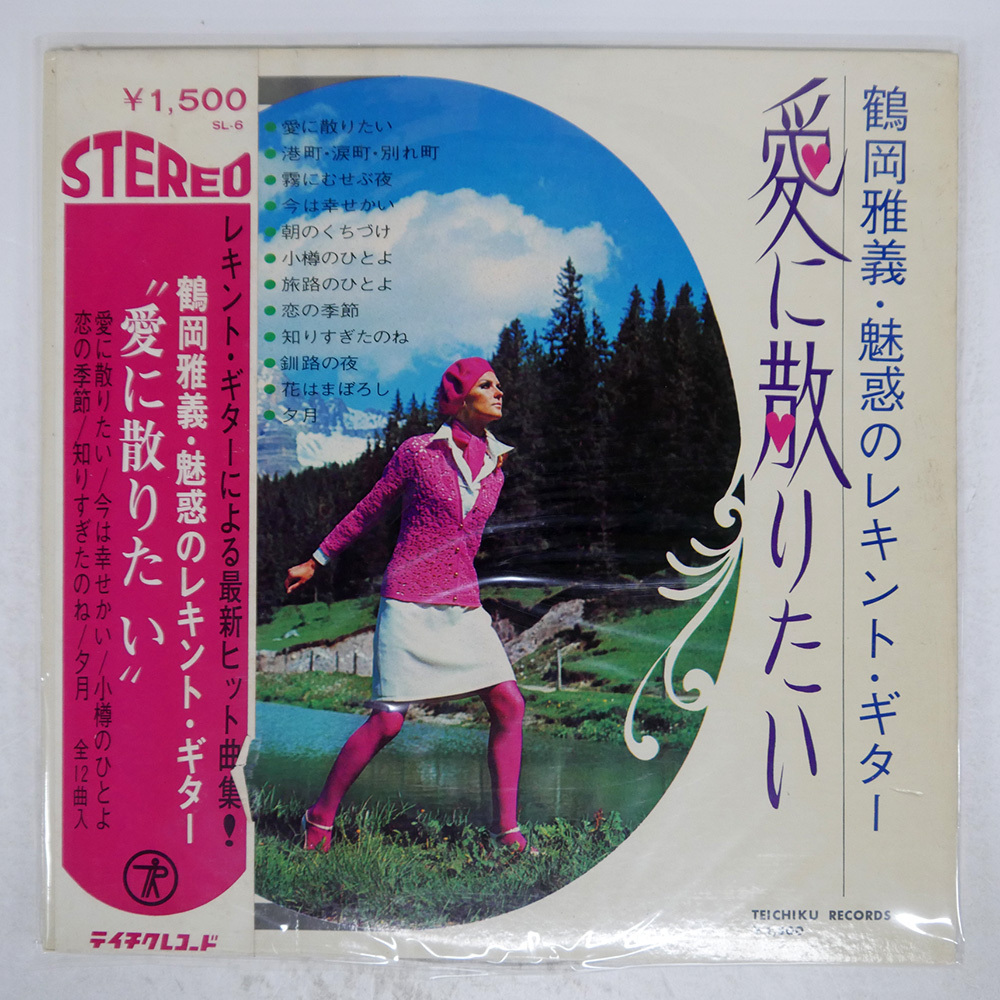 ¥1,500
SL-6
STEREO
レキント・ギターによる最新ヒット曲集!
鶴岡雅義・魅惑のレキント・ギター
"愛に散りたい"
愛に散りたい/今は幸せかい/小樽のひとよ
恋の季節/知りすぎたのね/夕月 全12曲入
テイチクレコード
愛に散りたい
港町・涙町・別れ町
霧にむせぶ夜
今は幸せかい
朝のくちづけ
小樽のひとよ
旅路のひとよ
恋の季節
知りすぎたのね
釧路の夜
花はまぼろし
夕月
鶴岡雅義・魅惑のレキント・ギター
愛に散りたい
TEICHIKU RECORDS